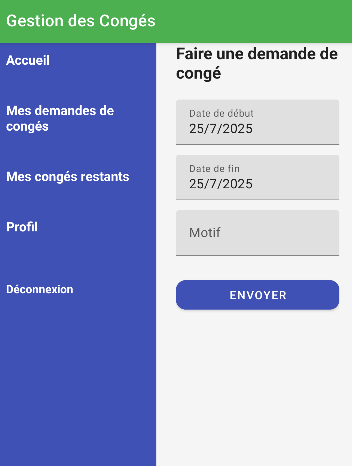 Gestion des Congés
Accueil
Mes demandes de
congés
Mes congés restants
Profil
Déconnexion
Faire une demande de
congé
Date de début
25/7/2025
Date de fin
25/7/2025
Motif
ENVOYER